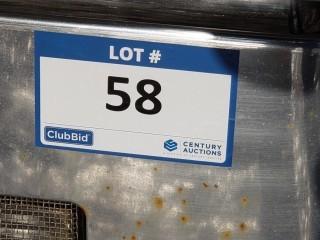 LOT #
58
ClubBid
CENTURY
AUCTIONS